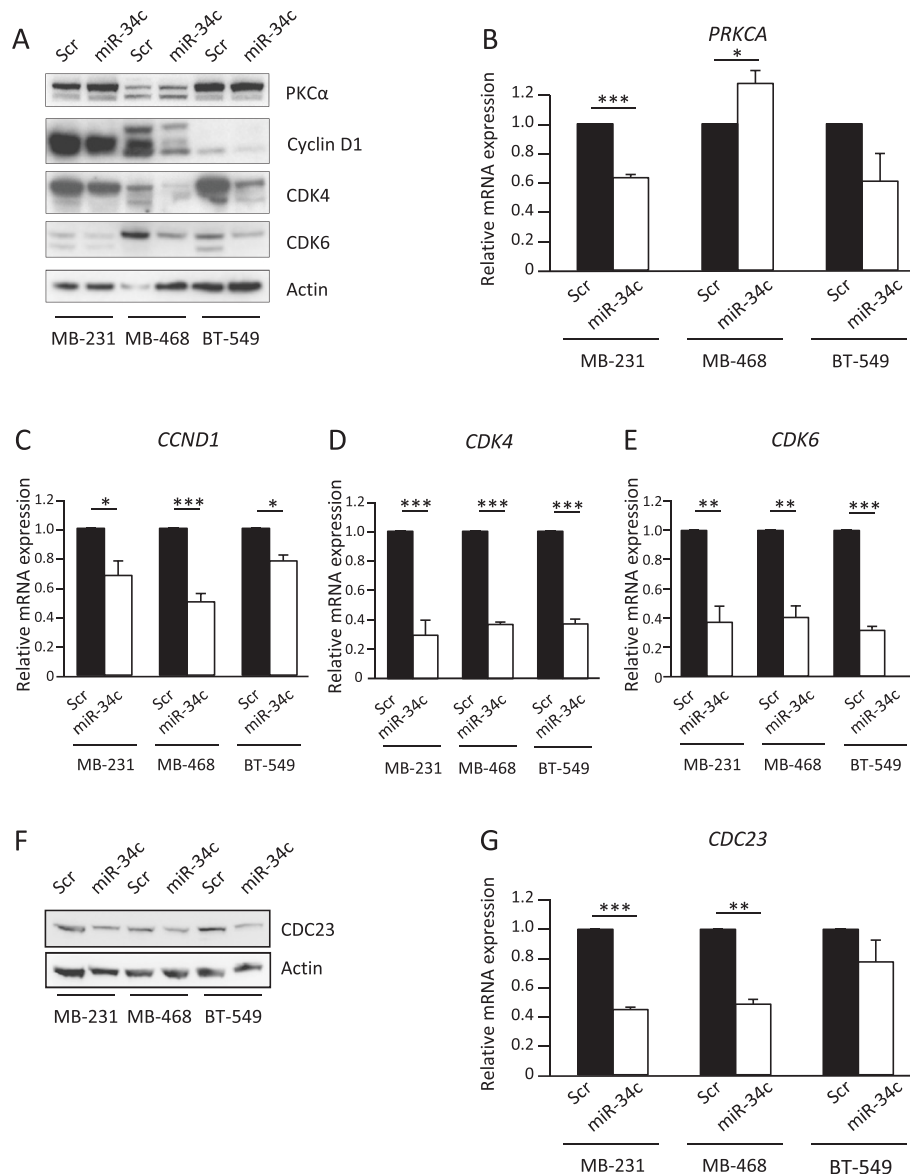 A
Scr
miR-34c
Scr
miR-34c
Scr
miR-34c
PKCα
Cyclin D1
CDK4
CDK6
Actin
MB-231 MB-468 BT-549
B
PRKCA
Relative mRNA expression
1.2
1.0
0.8
0.6
0.4
0.2
0
***
*
Scr
miR-34c
Scr
miR-34c
Scr
miR-34c
MB-231 MB-468 BT-549
C
CCND1
Relative mRNA expression
1.2
1.0
0.8
0.6
0.4
0.2
0
* *** *
Scr
miR-34c
Scr
miR-34c
Scr
miR-34c
MB-231 MB-468 BT-549
D
CDK4
Relative mRNA expression
1.2
1.0
0.8
0.6
0.4
0.2
0
*** *** ***
Scr
miR-34c
Scr
miR-34c
Scr
miR-34c
MB-231 MB-468 BT-549
E
CDK6
Relative mRNA expression
1.2
1.0
0.8
0.6
0.4
0.2
0
** ** ***
Scr
miR-34c
Scr
miR-34c
Scr
miR-34c
MB-231 MB-468 BT-549
F
Scr
miR-34c
Scr
miR-34c
Scr
miR-34c
CDC23
Actin
MB-231 MB-468 BT-549
G
CDC23
Relative mRNA expression
1.2
1.0
0.8
0.6
0.4
0.2
0
*** **
Scr
miR-34c
Scr
miR-34c
Scr
miR-34c
MB-231 MB-468 BT-549